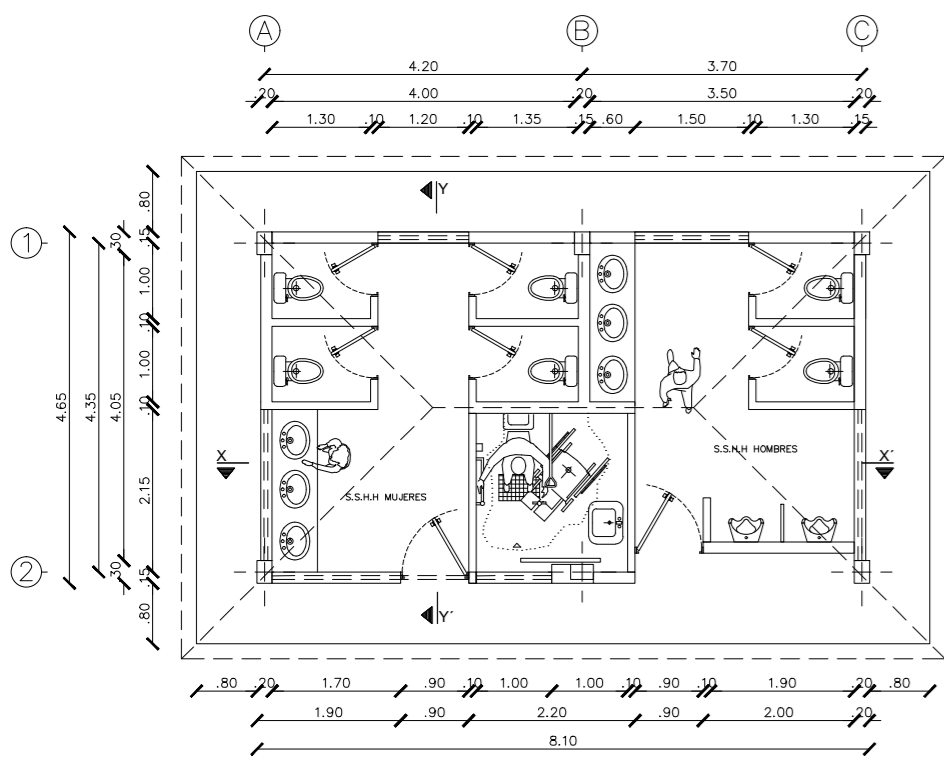 A B C
4.20 3.70
.20 4.00 .20 3.50 .20
1.30 .10 1.20 .10 1.35 .15 .60 1.50 .10 1.30 .15
Y
1
2
.80
.15
1.00
.10
1.00
.10
2.15
.15
.80
.30
4.05
.30
4.35
4.65
X X´
S.S.H.H HOMBRES
S.S.H.H MUJERES
Y´
.80 .20 1.70 .90 .10 1.00 1.00 .10 .90 .10 1.90 .20 .80
1.90 .90 2.20 .90 2.00 .20
8.10